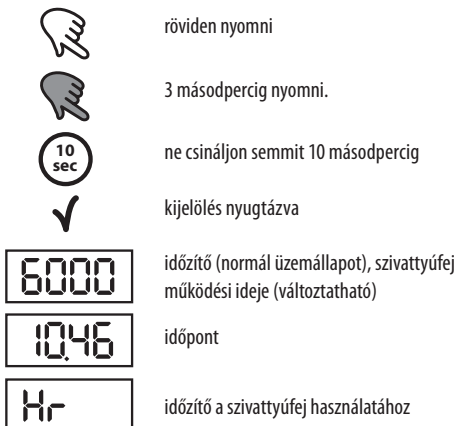 röviden nyomni
3 másodpercig nyomni.
10
sec
ne csináljon semmit 10 másodpercig
kijelölés nyugtázva
6000
időzítő (normál üzemállapot), szivattyúfej
működési ideje (változtatható)
10.46
időpont
Hr
időzítő a szivattyúfej használatához